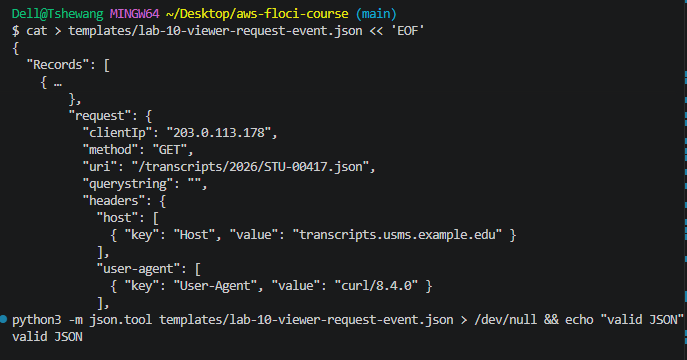 Dell@Tshewang MINGW64 ~/Desktop/aws-floci-course (main)
$ cat > templates/lab-10-viewer-request-event.json << 'EOF'
{
  "Records": [
    { …
        },
        "request": {
          "clientIp": "203.0.113.178",
          "method": "GET",
          "uri": "/transcripts/2026/STU-00417.json",
          "querystring": "",
          "headers": {
            "host": [
              { "key": "Host", "value": "transcripts.usms.example.edu" }
            ],
            "user-agent": [
              { "key": "User-Agent", "value": "curl/8.4.0" }
            ],
python3 -m json.tool templates/lab-10-viewer-request-event.json > /dev/null && echo "valid JSON"
valid JSON